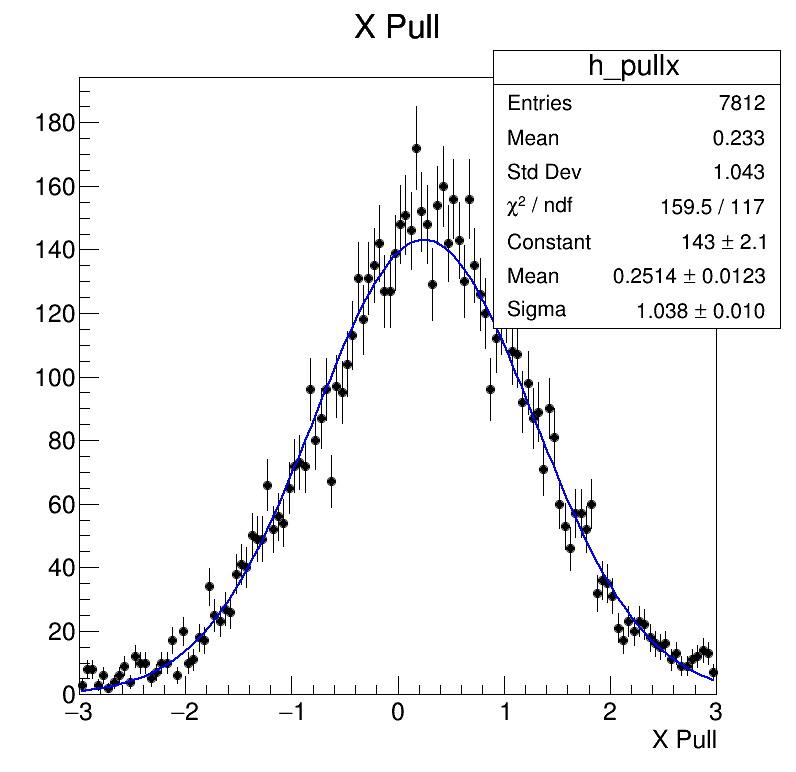 X Pull
h_pullx
Entries 7812
Mean 0.233
Std Dev 1.043
χ² / ndf 159.5 / 117
Constant 143 ± 2.1
Mean 0.2514 ± 0.0123
Sigma 1.038 ± 0.010
180
160
140
120
100
80
60
40
20
0
−3 −2 −1 0 1 2 3
X Pull